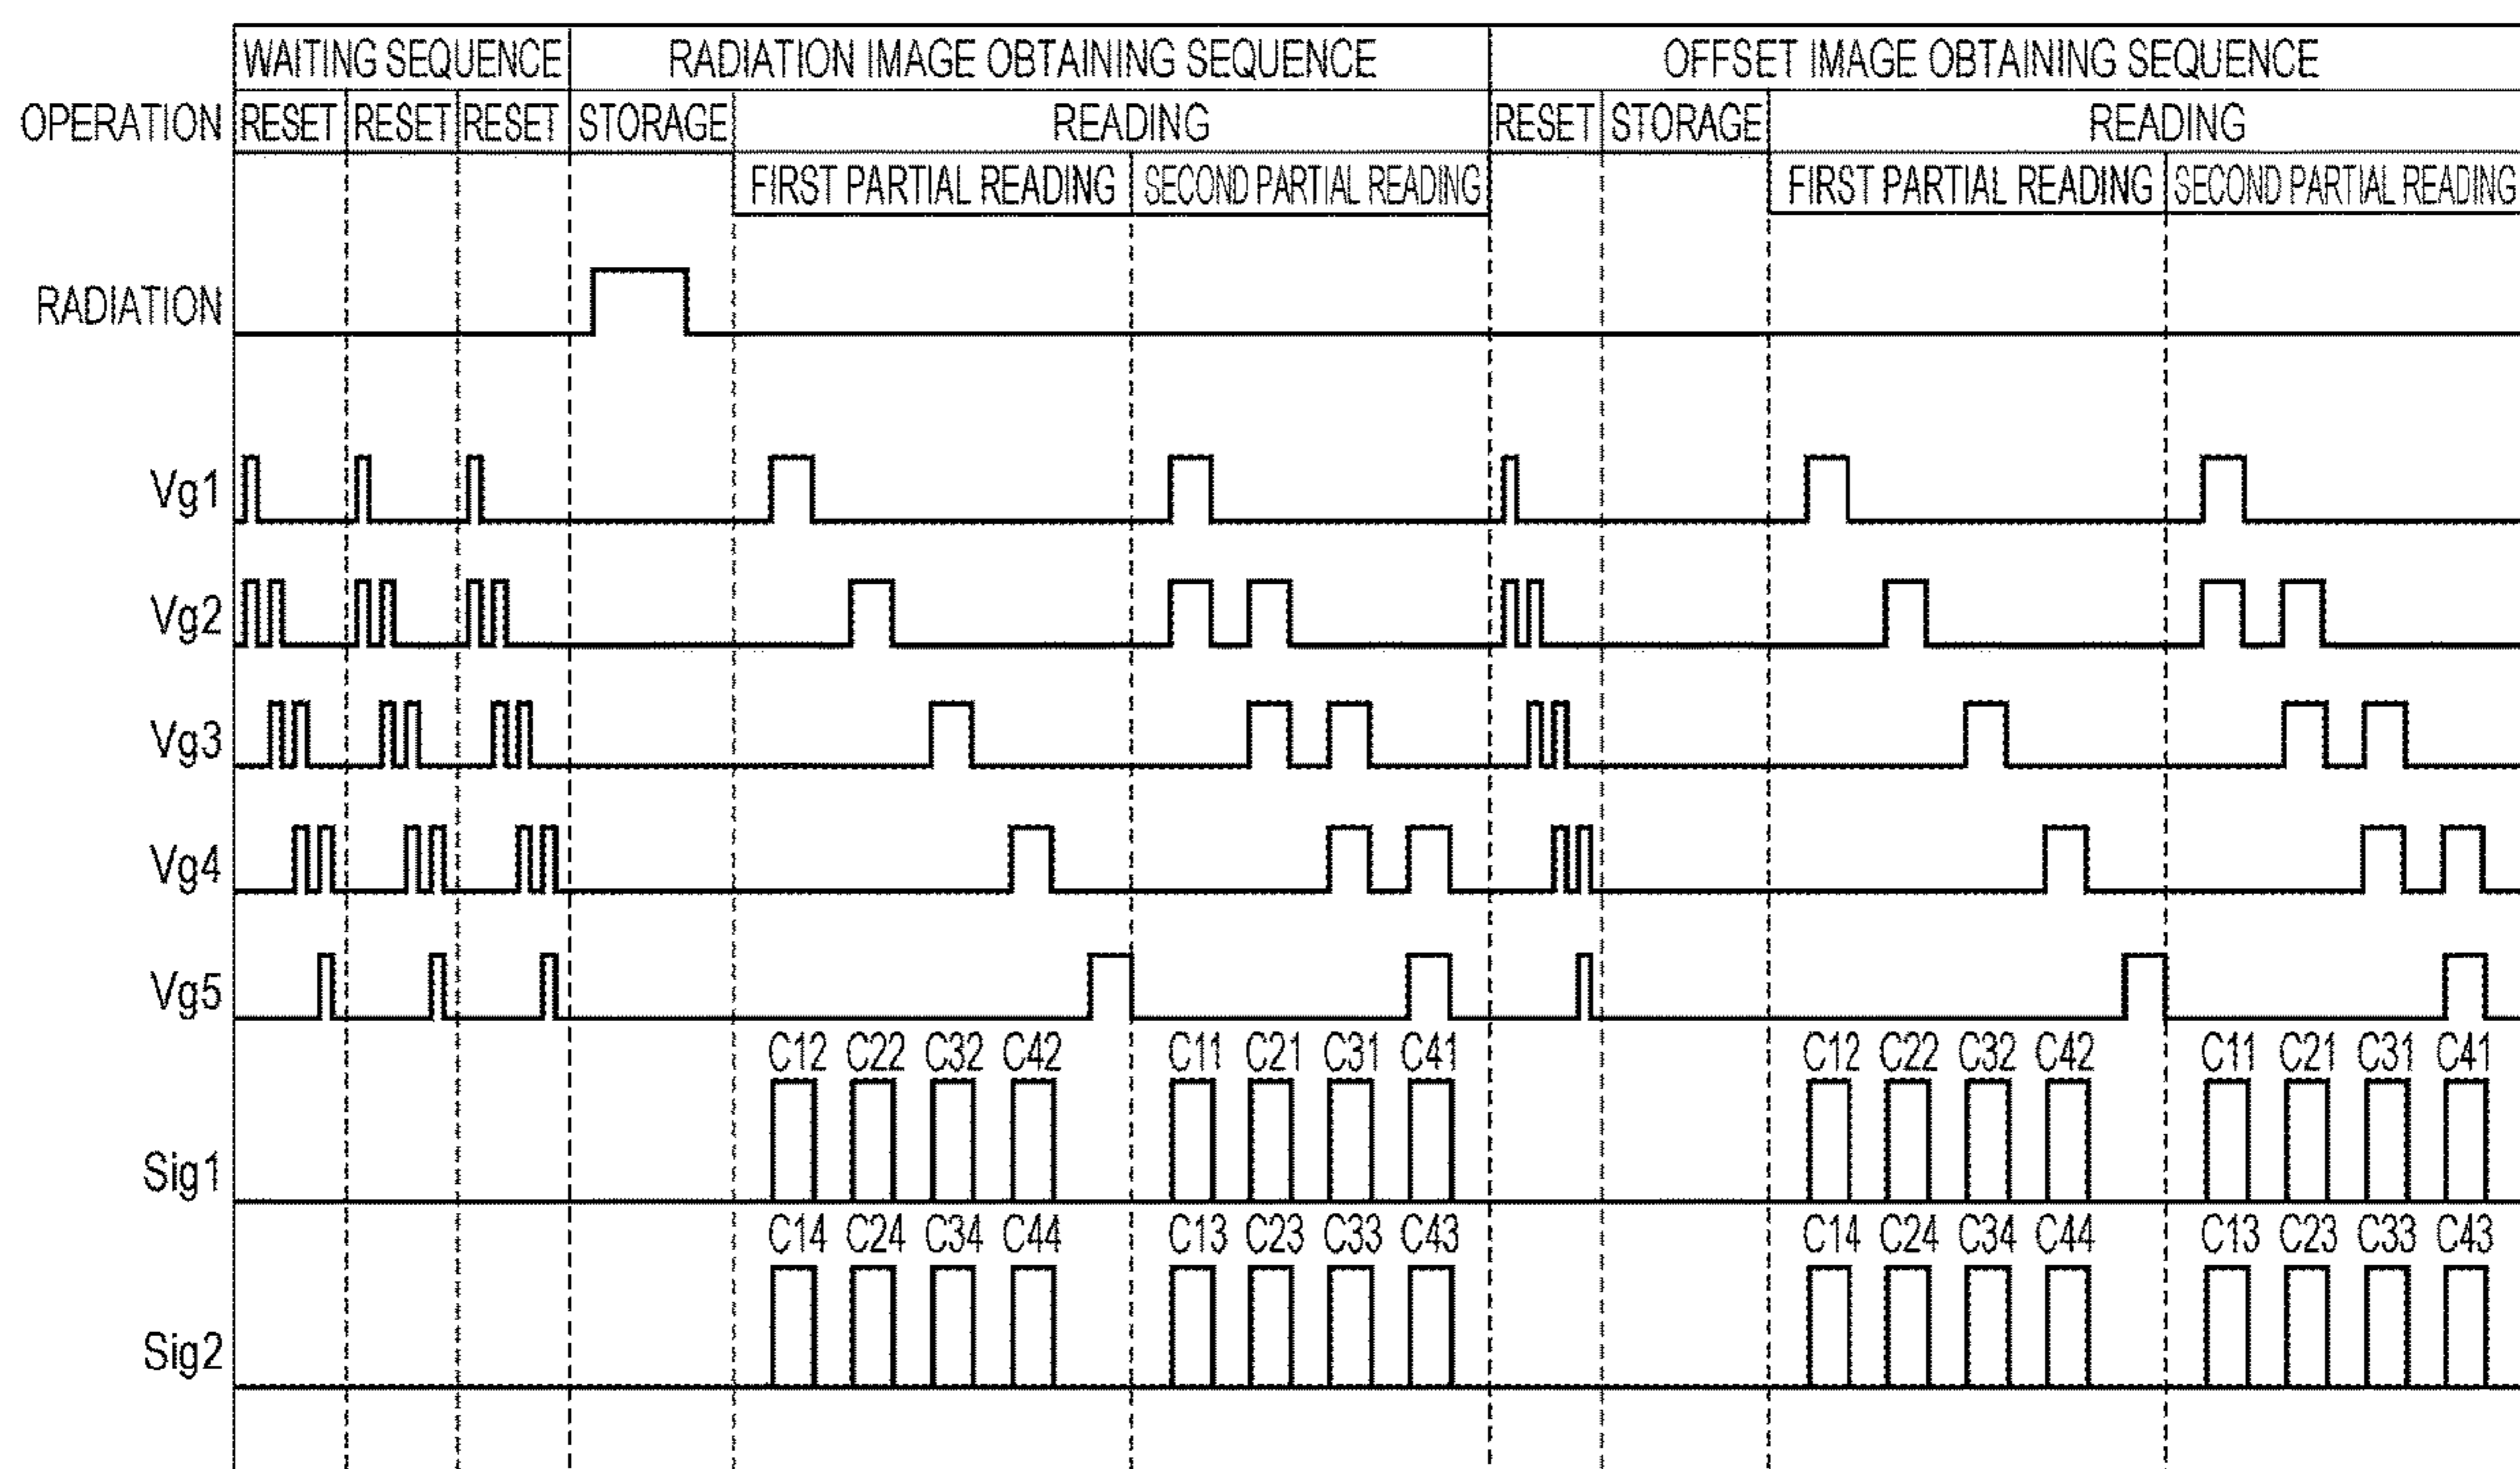 WAITING SEQUENCE RADIATION IMAGE OBTAINING SEQUENCE OFFSET IMAGE OBTAINING SEQUENCE
OPERATION RESET RESET RESET STORAGE READING RESET STORAGE READING
FIRST PARTIAL READING SECOND PARTIAL READING FIRST PARTIAL READING SECOND PARTIAL READING
RADIATION
Vg1
Vg2
Vg3
Vg4
Vg5
C12 C22 C32 C42 C11 C21 C31 C41 C12 C22 C32 C42 C11 C21 C31 C41
Sig1
C14 C24 C34 C44 C13 C23 C33 C43 C14 C24 C34 C44 C13 C23 C33 C43
Sig2